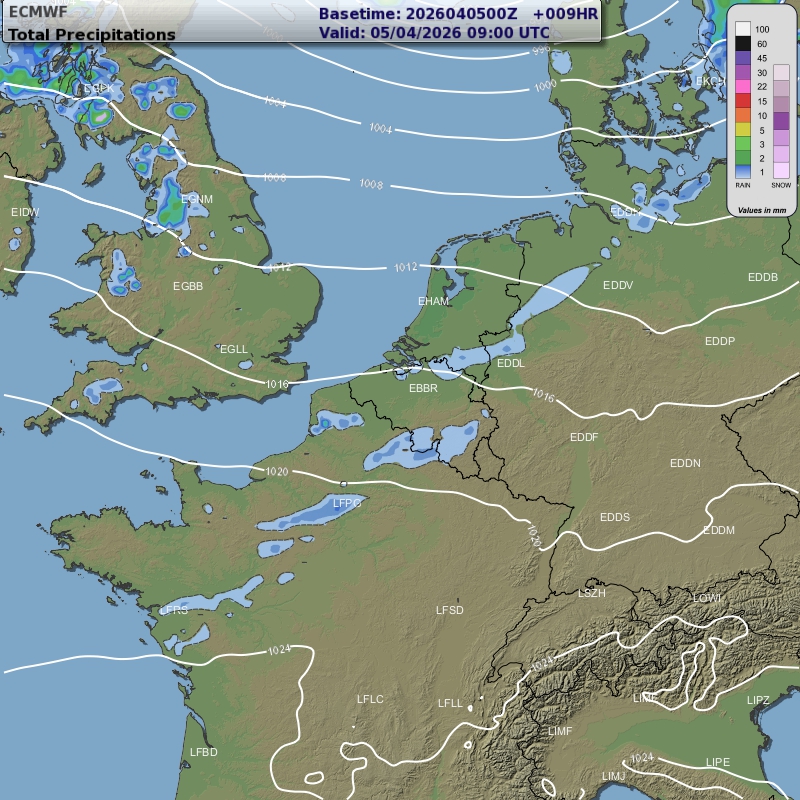 ECMWF
Basetime: 2026040500Z +009HR
Total Precipitations
Valid: 05/04/2026 09:00 UTC
996
1000
100
60
45
30
22
15
10
5
3
2
1
RAIN
SNOW
Values in mm
1004
1004
1008
1008
EGNM
EIDW
1012
1012
EGBB
EHAM
EDDV
EDDB
EGLL
EDDP
EDDL
1016
EBBR
1016
EDDF
EDDN
1020
LFPG
EDDS
EDDM
1020
LFRS
LFSD
LSZH
LOWI
1024
LFLC
LFLL
LIPZ
LIMF
LFBD
1024
LIPE
LIMJ